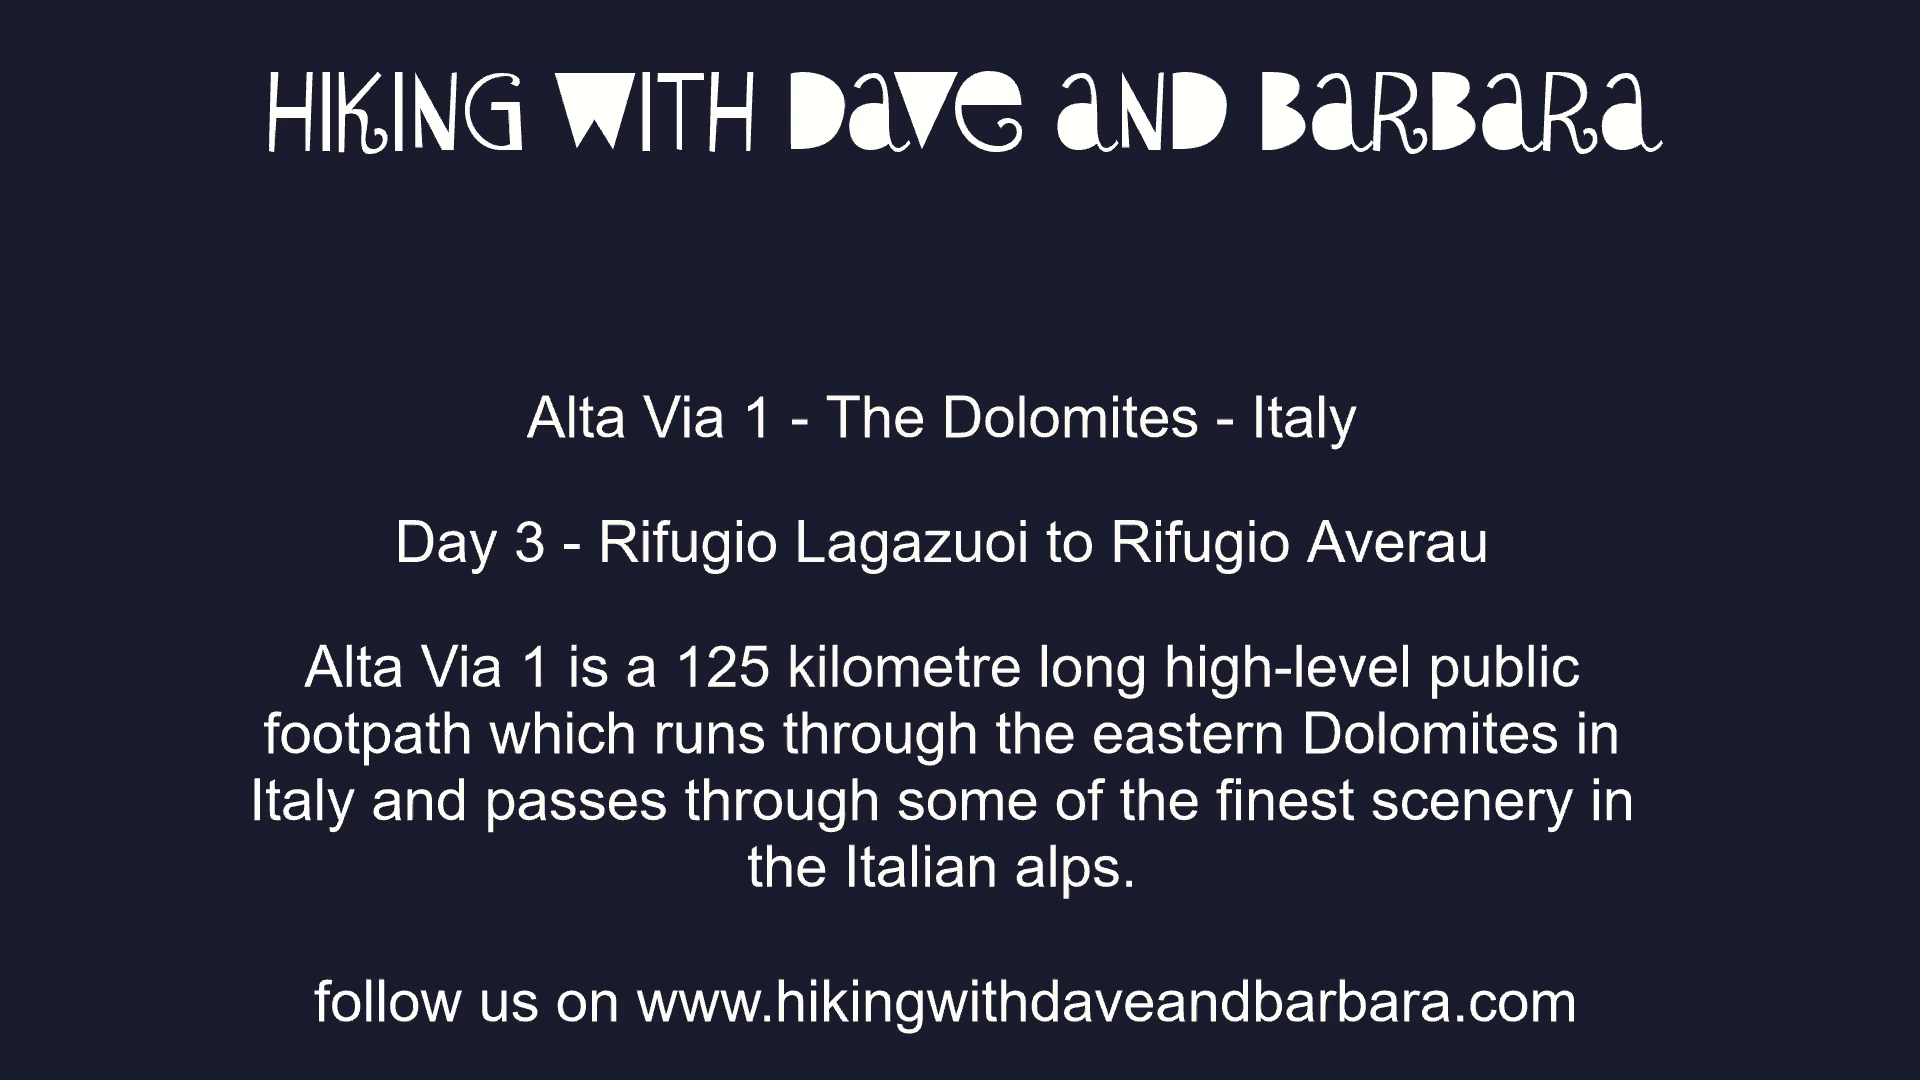 HIKING WITH Dave and Barbara
Alta Via 1 - The Dolomites - Italy
Day 3 - Rifugio Lagazuoi to Rifugio Averau
Alta Via 1 is a 125 kilometre long high-level public
footpath which runs through the eastern Dolomites in
Italy and passes through some of the finest scenery in
the Italian alps.
follow us on www.hikingwithdaveandbarbara.com